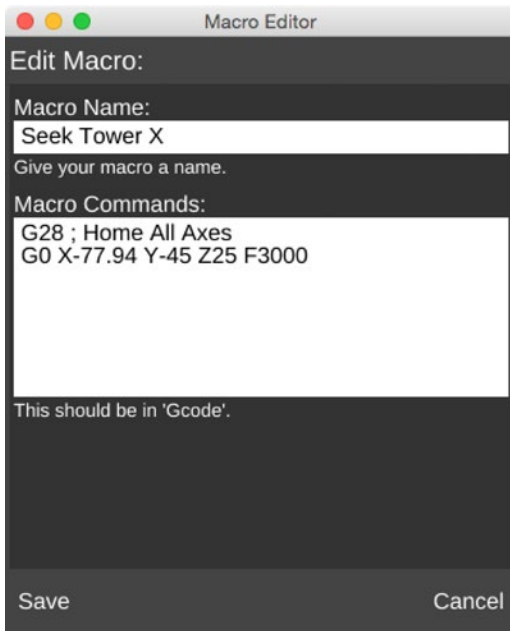 Macro Editor
Edit Macro:
Macro Name:
Seek Tower X
Give your macro a name.
Macro Commands:
G28 ; Home All Axes
G0 X-77.94 Y-45 Z25 F3000
This should be in 'Gcode'.
Save
Cancel